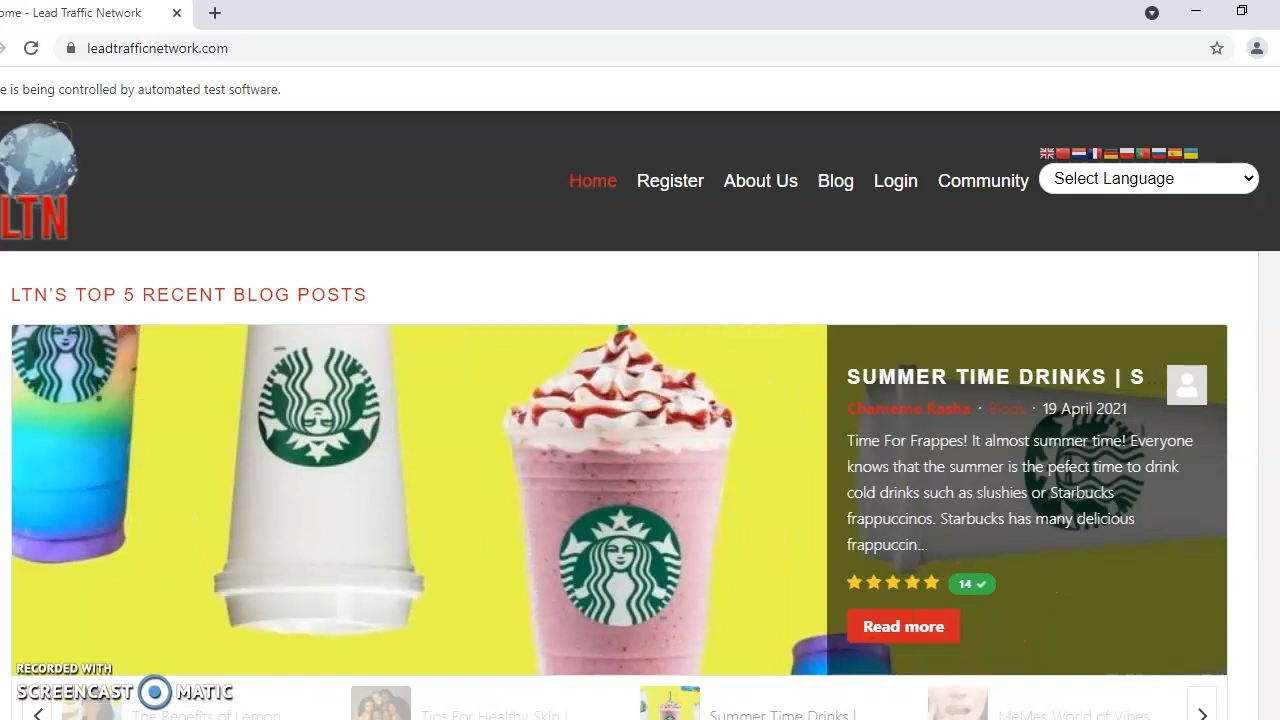 ome - Lead Traffic Network
leadtrafficnetwork.com
e is being controlled by automated test software.
LTN
Home Register About Us Blog Login Community
Select Language
LTN'S TOP 5 RECENT BLOG POSTS
SUMMER TIME DRINKS | S
Chameme Rasha · Blogs · 19 April 2021
Time For Frappes! It almost summer time! Everyone
knows that the summer is the pefect time to drink
cold drinks such as slushies or Starbucks
frappuccinos. Starbucks has many delicious
frappuccin...
14
Read more
RECORDED WITH
SCREENCAST MATIC
The Benefits of Lemon
Tips For Healthy Skin |
Summer Time Drinks |
MeMes World of Vibes